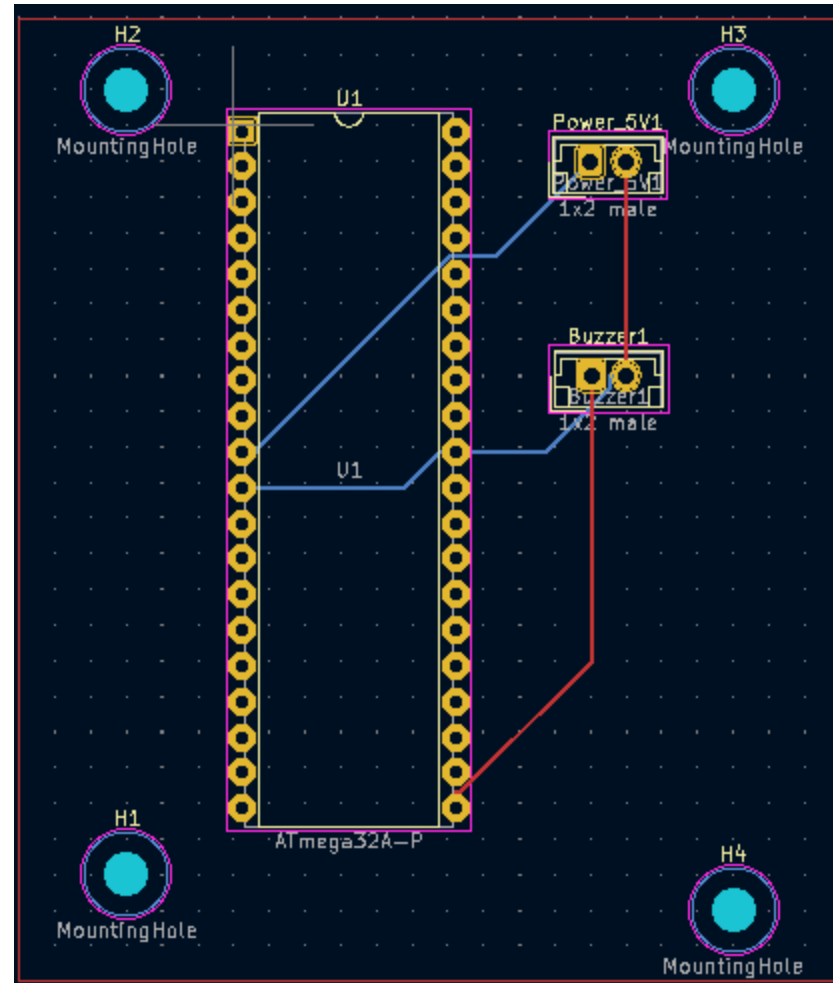 H2
H3
U1
Power_5V1
MountingHole
MountingHole
Power_5V1
1x2 male
Buzzer1
Buzzer1
1x2 male
U1
H1
ATmega32A-P
H4
MountingHole
MountingHole